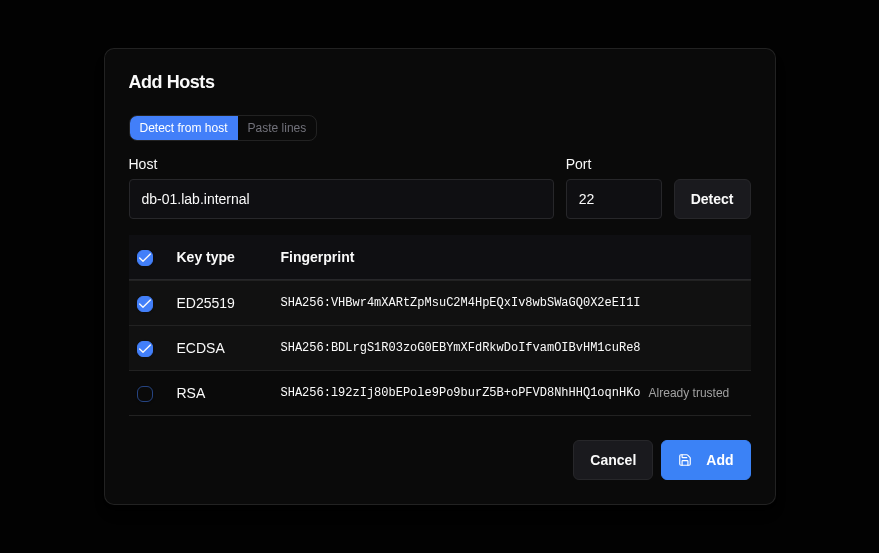 Add Hosts
Detect from host Paste lines
Host Port
db-01.lab.internal 22 Detect
Key type Fingerprint
ED25519 SHA256:VHBwr4mXARtZpMsuC2M4HpEQxIv8wbSWaGQ0X2eEI1I
ECDSA SHA256:BDLrgS1R03zoG0EBYmXFdRkwDoIfvamOIBvHM1cuRe8
RSA SHA256:l92zIj80bEPole9Po9burZ5B+oPFVD8NhHHQ1oqnHKo Already trusted
Cancel Add